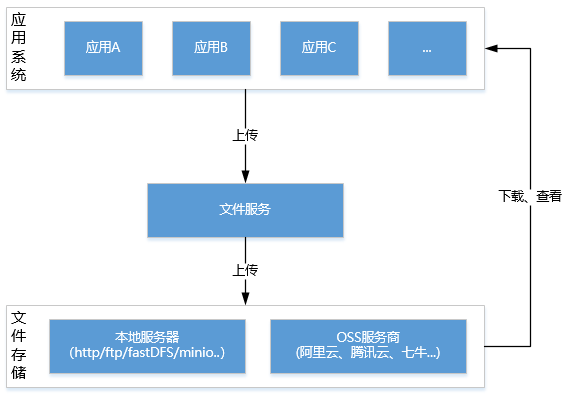 应用系统
应用A
应用B
应用C
...
上传
文件服务
下载、查看
上传
文件存储
本地服务器
（http/ftp/fastDFS/minio..）
OSS服务商
(阿里云、腾讯云、七牛...)